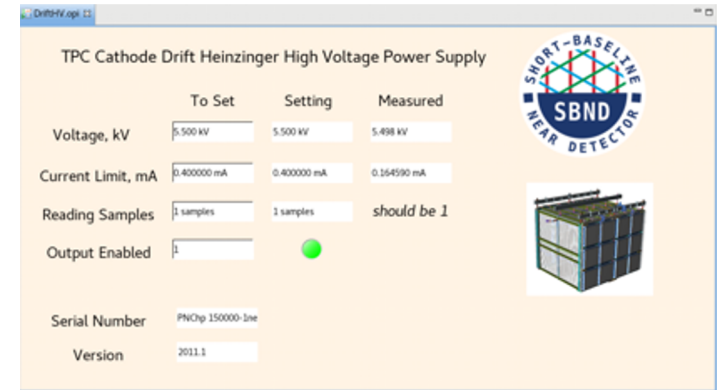 DriftHV.opi
TPC Cathode Drift Heinzinger High Voltage Power Supply
To Set Setting Measured
Voltage, kV 5.500 kV 5.500 kV 5.498 kV
Current Limit, mA 0.400000 mA 0.400000 mA 0.164590 mA
Reading Samples 1 samples 1 samples should be 1
Output Enabled 1
Serial Number PNChp 150000-1ne
Version 2011.1
SHORT-BASELINE
SBND
NEAR DETECTOR